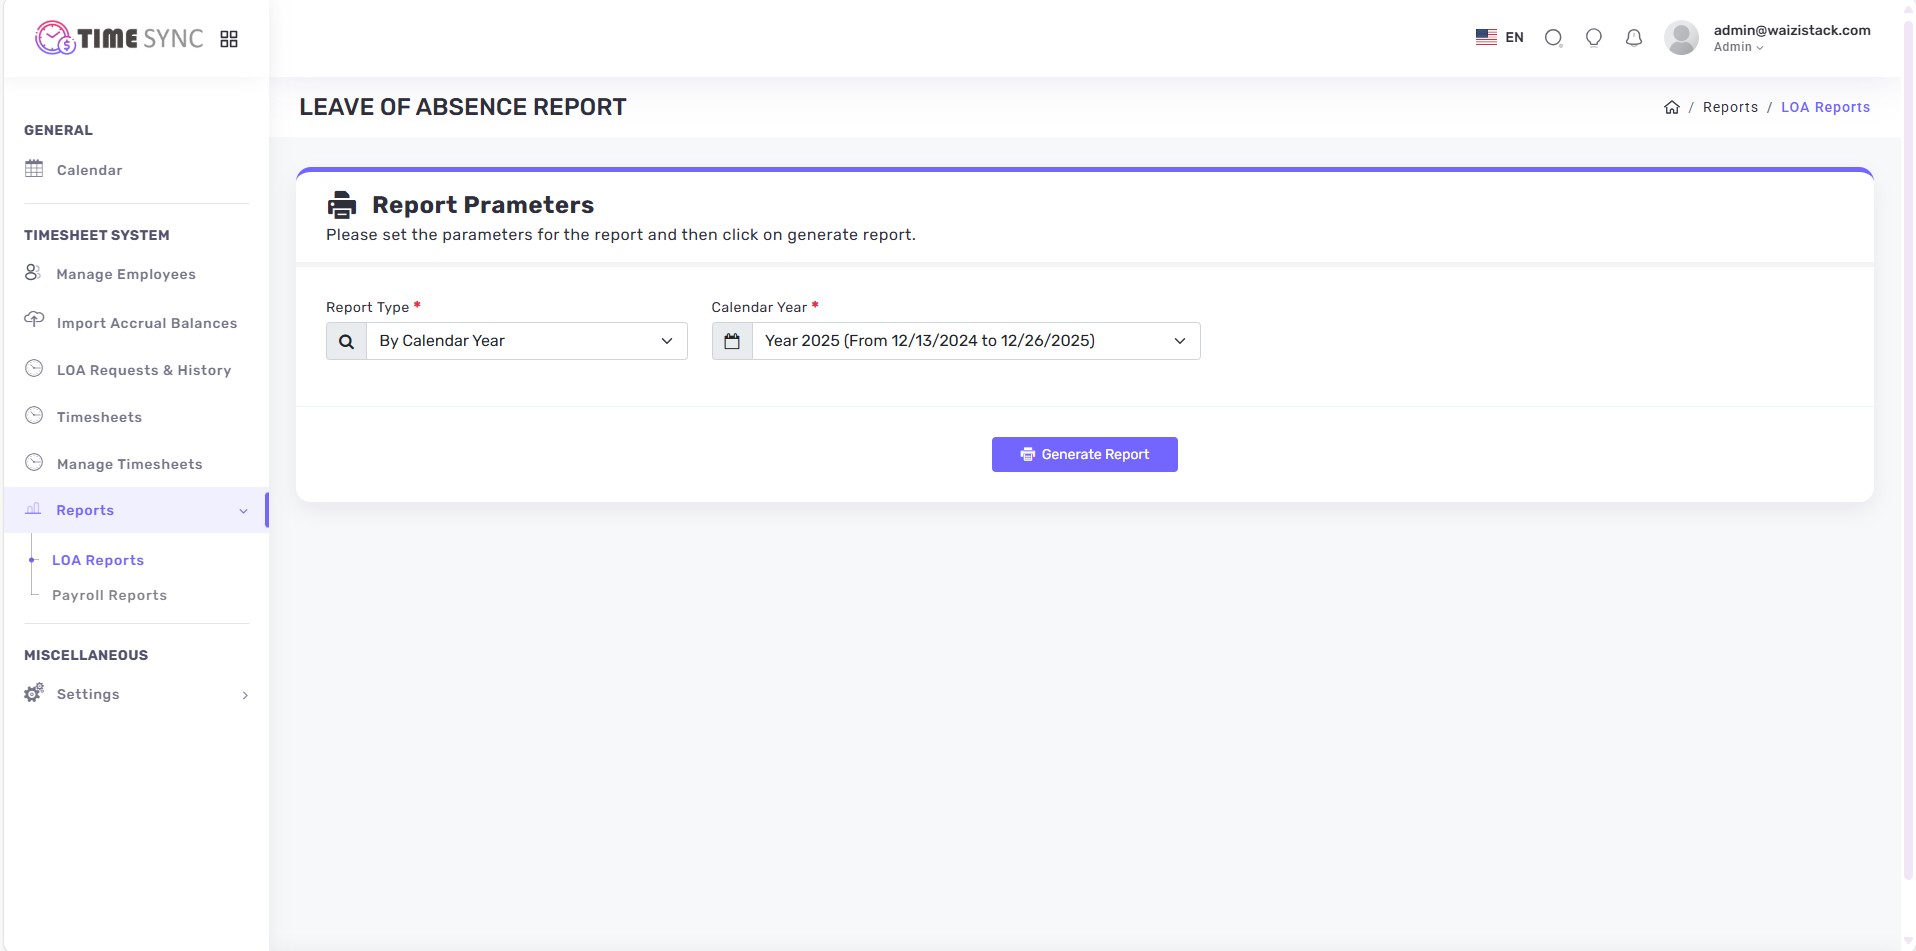 TIME SYNC
EN
admin@waizistack.com
Admin
GENERAL
Calendar
TIMESHEET SYSTEM
Manage Employees
Import Accrual Balances
LOA Requests & History
Timesheets
Manage Timesheets
Reports
LOA Reports
Payroll Reports
MISCELLANEOUS
Settings
LEAVE OF ABSENCE REPORT
/ Reports / LOA Reports
Report Prameters
Please set the parameters for the report and then click on generate report.
Report Type *
By Calendar Year
Calendar Year *
Year 2025 (From 12/13/2024 to 12/26/2025)
Generate Report